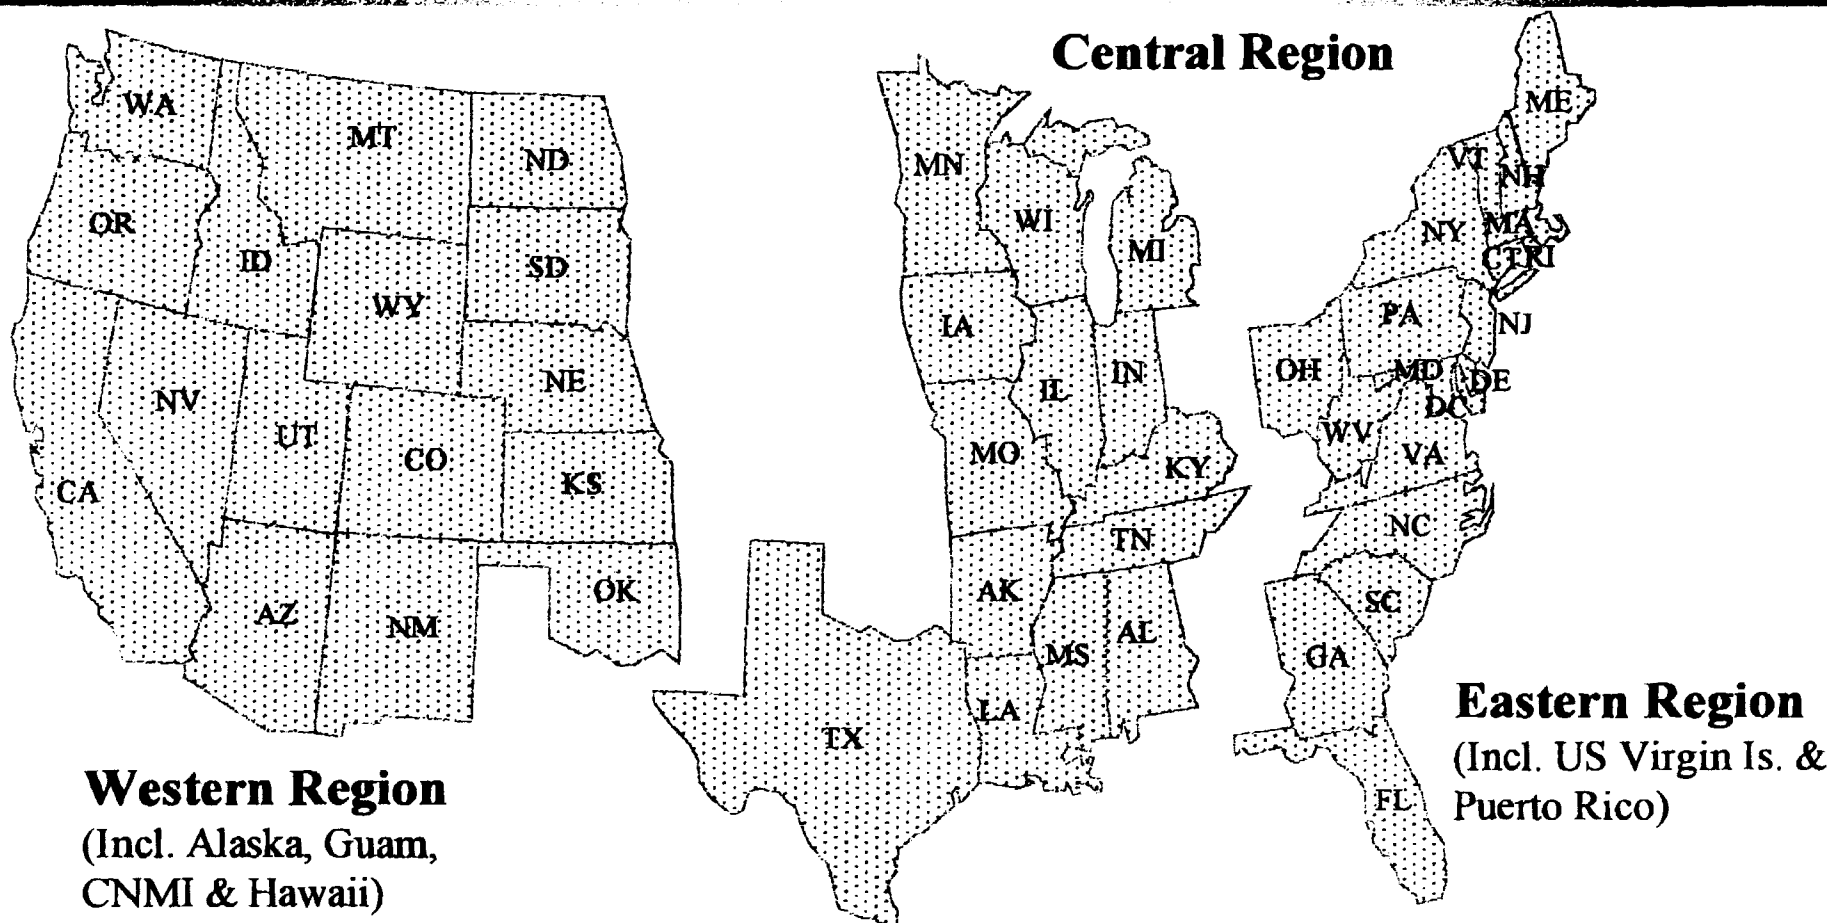 Central Region
WA
MT
ND
OR
ID
SD
WY
NV
UT
CO
NE
KS
CA
AZ
NM
OK
Western Region
(Incl. Alaska, Guam,
CNMI & Hawaii)
MN
WI
MI
IA
IL
IN
MO
KY
TN
AK
MS
AL
LA
TX
ME
VT
NH
NY
MA
CT RI
PA
NJ
OH
MD
DE
DC
WV
VA
NC
SC
GA
FL
Eastern Region
(Incl. US Virgin Is. &
Puerto Rico)